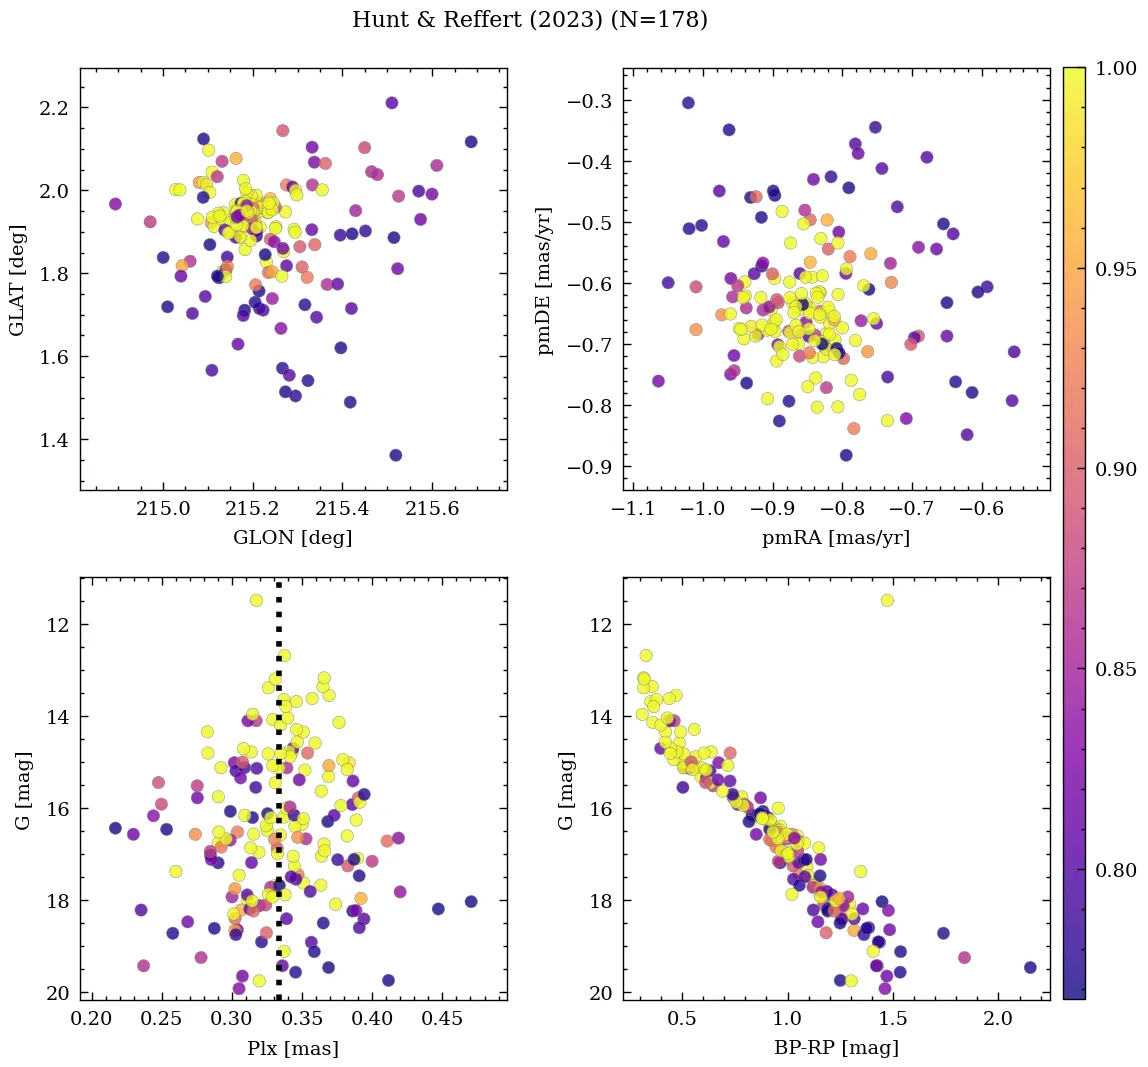 Hunt & Reffert (2023) (N=178)
2.2
2.0
1.8
1.6
1.4
GLAT [deg]
215.0 215.2 215.4 215.6
GLON [deg]
−0.3
−0.4
−0.5
−0.6
−0.7
−0.8
−0.9
pmDE [mas/yr]
−1.1 −1.0 −0.9 −0.8 −0.7 −0.6
pmRA [mas/yr]
12
14
16
18
20
G [mag]
0.20 0.25 0.30 0.35 0.40 0.45
Plx [mas]
12
14
16
18
20
G [mag]
0.5 1.0 1.5 2.0
BP-RP [mag]
1.00
0.95
0.90
0.85
0.80